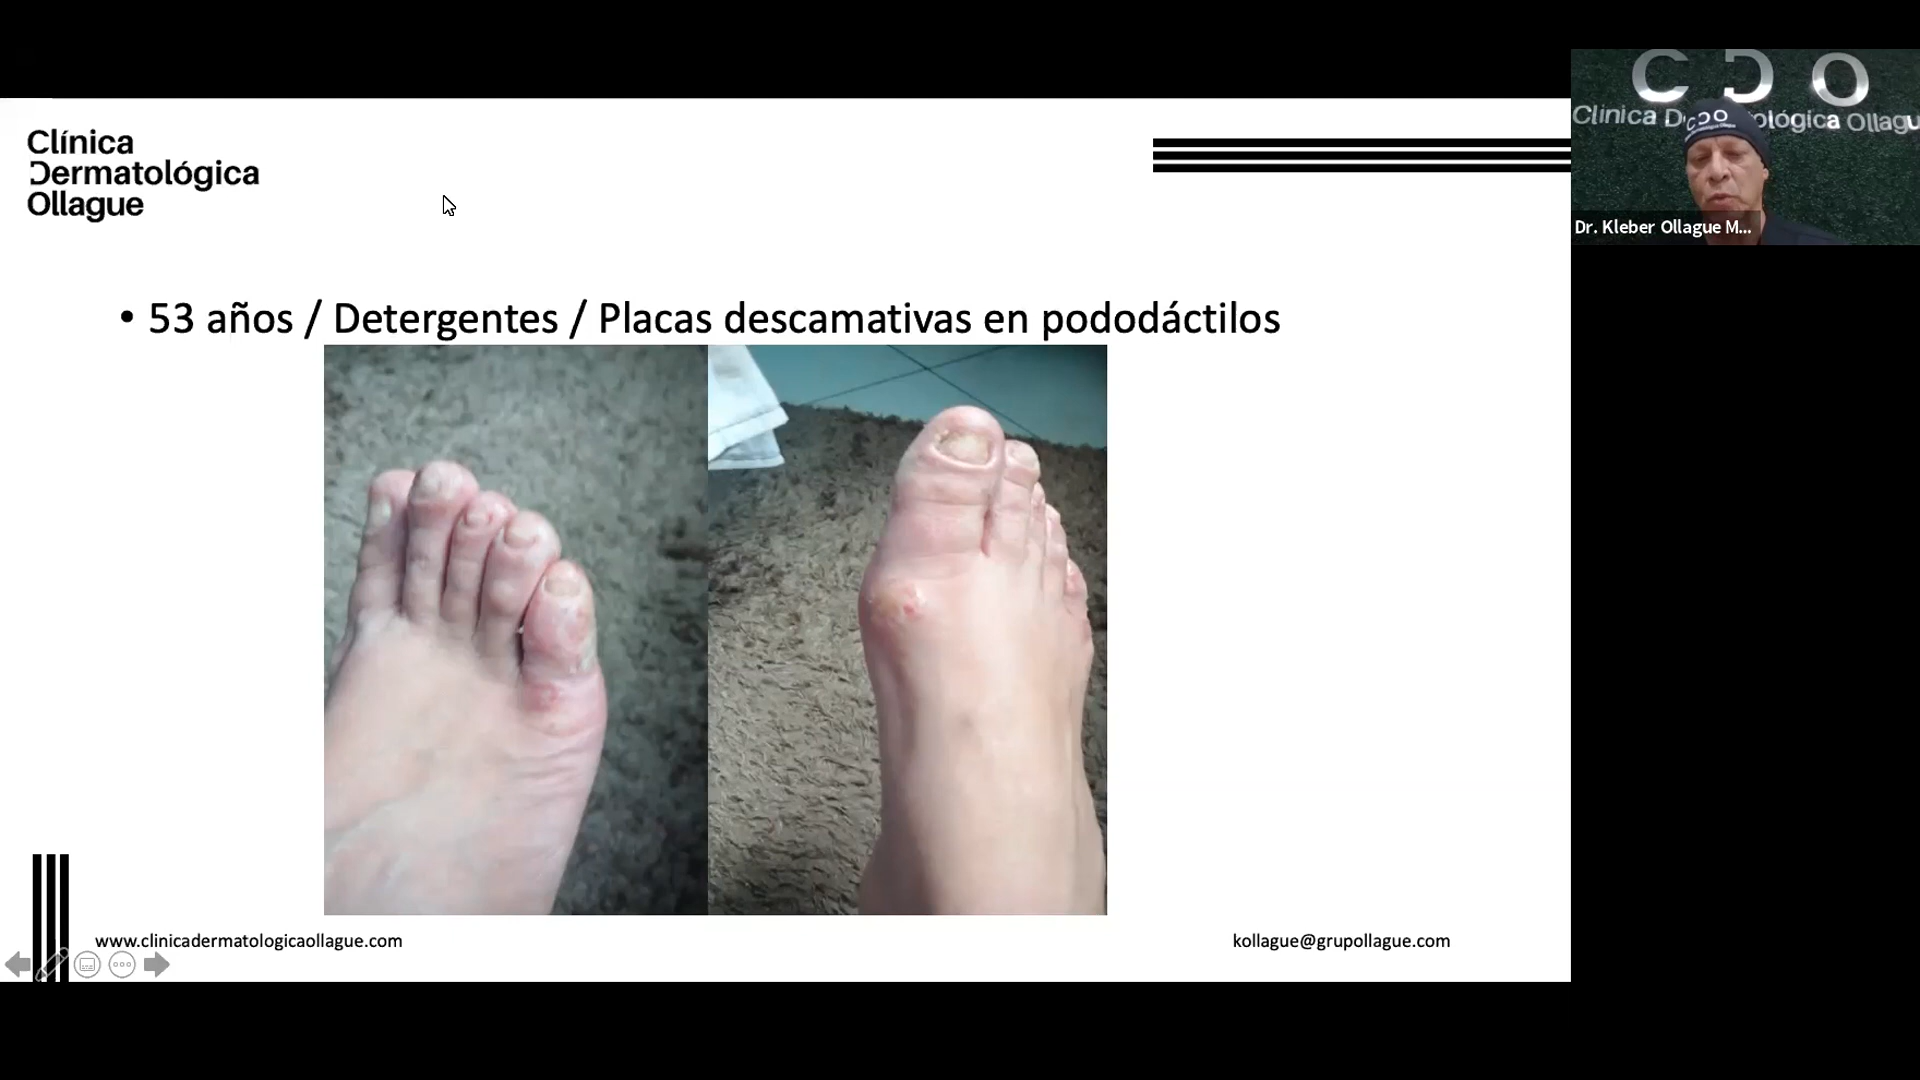 Clínica
Dermatológica
Ollague
• 53 años / Detergentes / Placas descamativas en pododáctilos
www.clinicadermatologicaollague.com
kollague@grupollague.com
C D O
Clínica D ológica Ollagu
CDO
Dr. Kleber Ollague M...